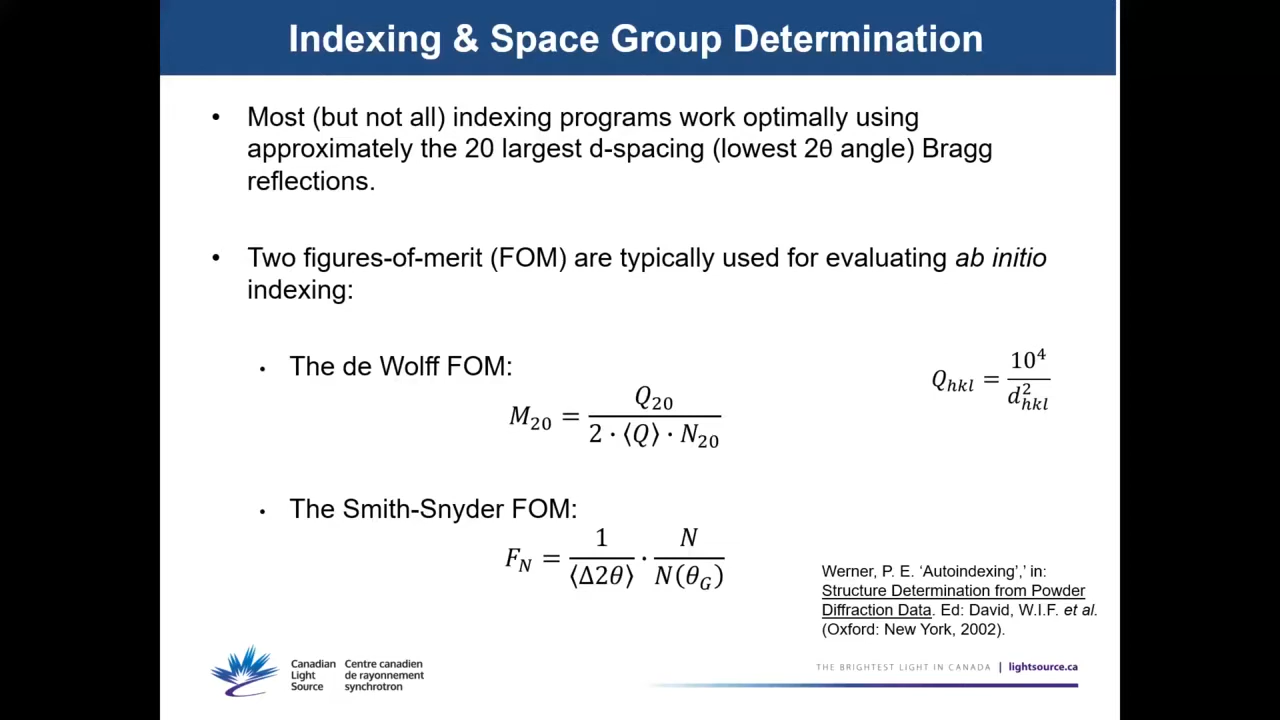 Indexing & Space Group Determination
• Most (but not all) indexing programs work optimally using
approximately the 20 largest d-spacing (lowest 2θ angle) Bragg
reflections.
• Two figures-of-merit (FOM) are typically used for evaluating ab initio
indexing:
• The de Wolff FOM:
M₂₀ = Q₂₀ / (2 · ⟨Q⟩ · N₂₀)
Q_hkl = 10⁴ / d²_hkl
• The Smith-Snyder FOM:
F_N = 1 / ⟨Δ2θ⟩ · N / N(θ_G)
Werner, P. E. ‘Autoindexing’,’ in:
Structure Determination from Powder
Diffraction Data. Ed: David, W.I.F. et al.
(Oxford: New York, 2002).
Canadian
Light
Source
Centre canadien
de rayonnement
synchrotron
THE BRIGHTEST LIGHT IN CANADA | lightsource.ca